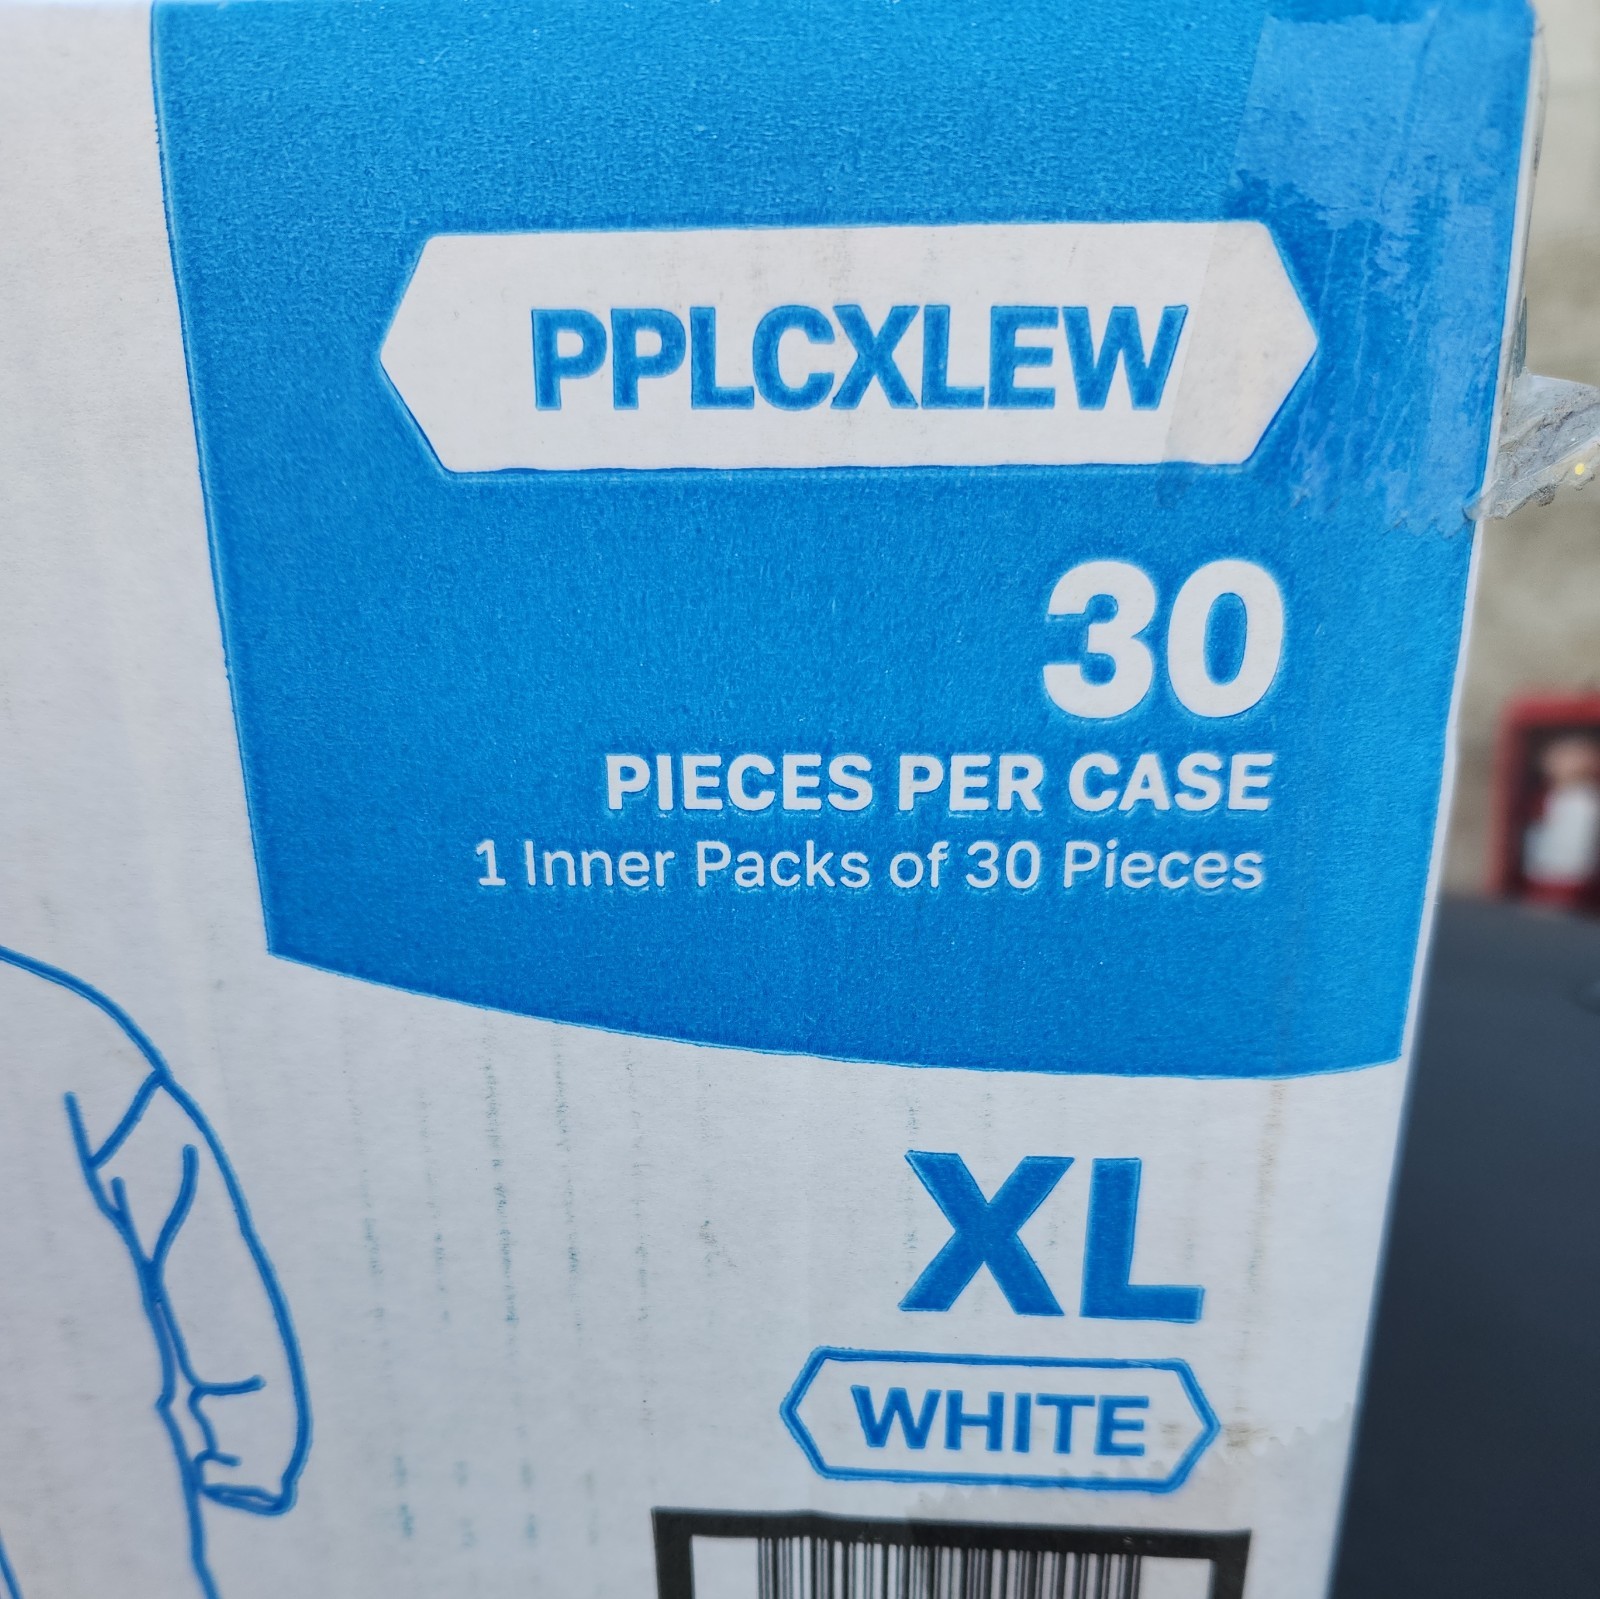 PPLCXLEW
30
PIECES PER CASE
1 Inner Packs of 30 Pieces
XL
WHITE